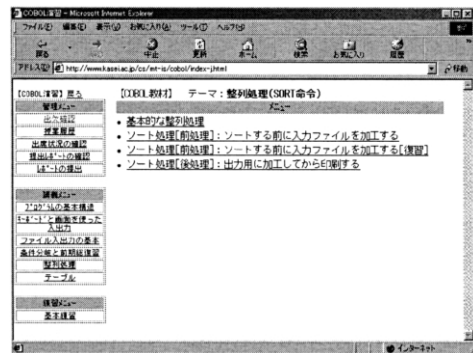 COBOL演習 - Microsoft Internet Explorer
ファイル(F) 編集(E) 表示(V) お気に入り(A) ツール(T) ヘルプ(H)
戻る 中止 更新 ホーム 検索 お気に入り 履歴
アドレス(D) http://www.kasei.ac.jp/cs/mt-is/cobol/index-j.html 移動
[COBOL演習] 戻る
管理メニュー
出欠確認
授業履歴
出席状況の確認
提出レポートの確認
レポートの提出
講義メニュー
プログラムの基本構造
キーボードと画面を使った
入出力
ファイル入出力の基本
条件分岐と前期総復習
整列処理
テーブル
復習メニュー
基本復習
[COBOL教材] テーマ：整列処理(SORT命令)
メニュー
• 基本的な整列処理
• ソート処理[前処理]：ソートする前に入力ファイルを加工する
• ソート処理[前処理]：ソートする前に入力ファイルを加工する[復習]
• ソート処理[後処理]：出力用に加工してから印刷する
インターネット